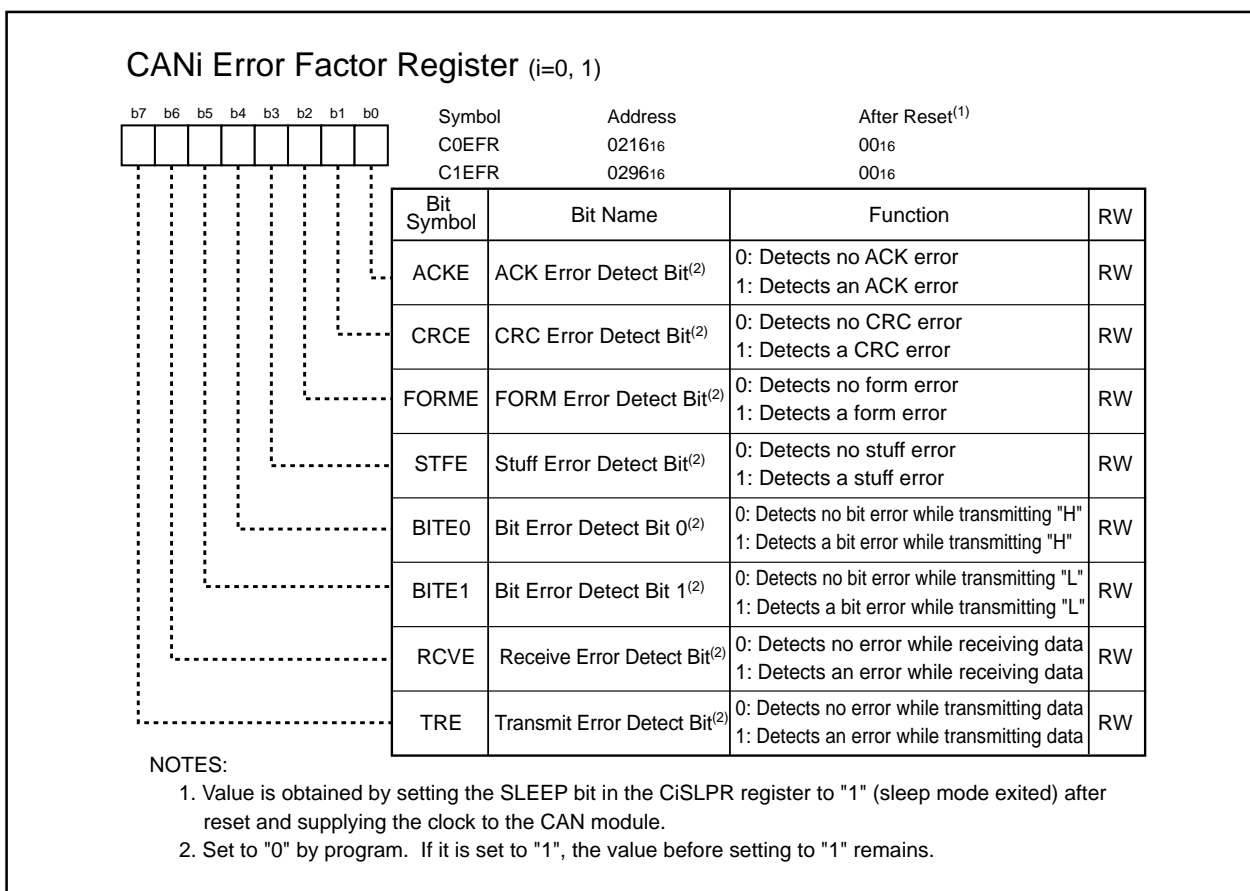 CANi Error Factor Register (i=0, 1)
b7 b6 b5 b4 b3 b2 b1 b0
Symbol Address After Reset(1)
C0EFR 021616 0016
C1EFR 029616 0016
Bit Symbol Bit Name Function RW
ACKE ACK Error Detect Bit(2) 0: Detects no ACK error RW
1: Detects an ACK error
CRCE CRC Error Detect Bit(2) 0: Detects no CRC error RW
1: Detects a CRC error
FORME FORM Error Detect Bit(2) 0: Detects no form error RW
1: Detects a form error
STFE Stuff Error Detect Bit(2) 0: Detects no stuff error RW
1: Detects a stuff error
BITE0 Bit Error Detect Bit 0(2) 0: Detects no bit error while transmitting "H" RW
1: Detects a bit error while transmitting "H"
BITE1 Bit Error Detect Bit 1(2) 0: Detects no bit error while transmitting "L" RW
1: Detects a bit error while transmitting "L"
RCVE Receive Error Detect Bit(2) 0: Detects no error while receiving data RW
1: Detects an error while receiving data
TRE Transmit Error Detect Bit(2) 0: Detects no error while transmitting data RW
1: Detects an error while transmitting data
NOTES:
1. Value is obtained by setting the SLEEP bit in the CiSLPR register to "1" (sleep mode exited) after
reset and supplying the clock to the CAN module.
2. Set to "0" by program. If it is set to "1", the value before setting to "1" remains.